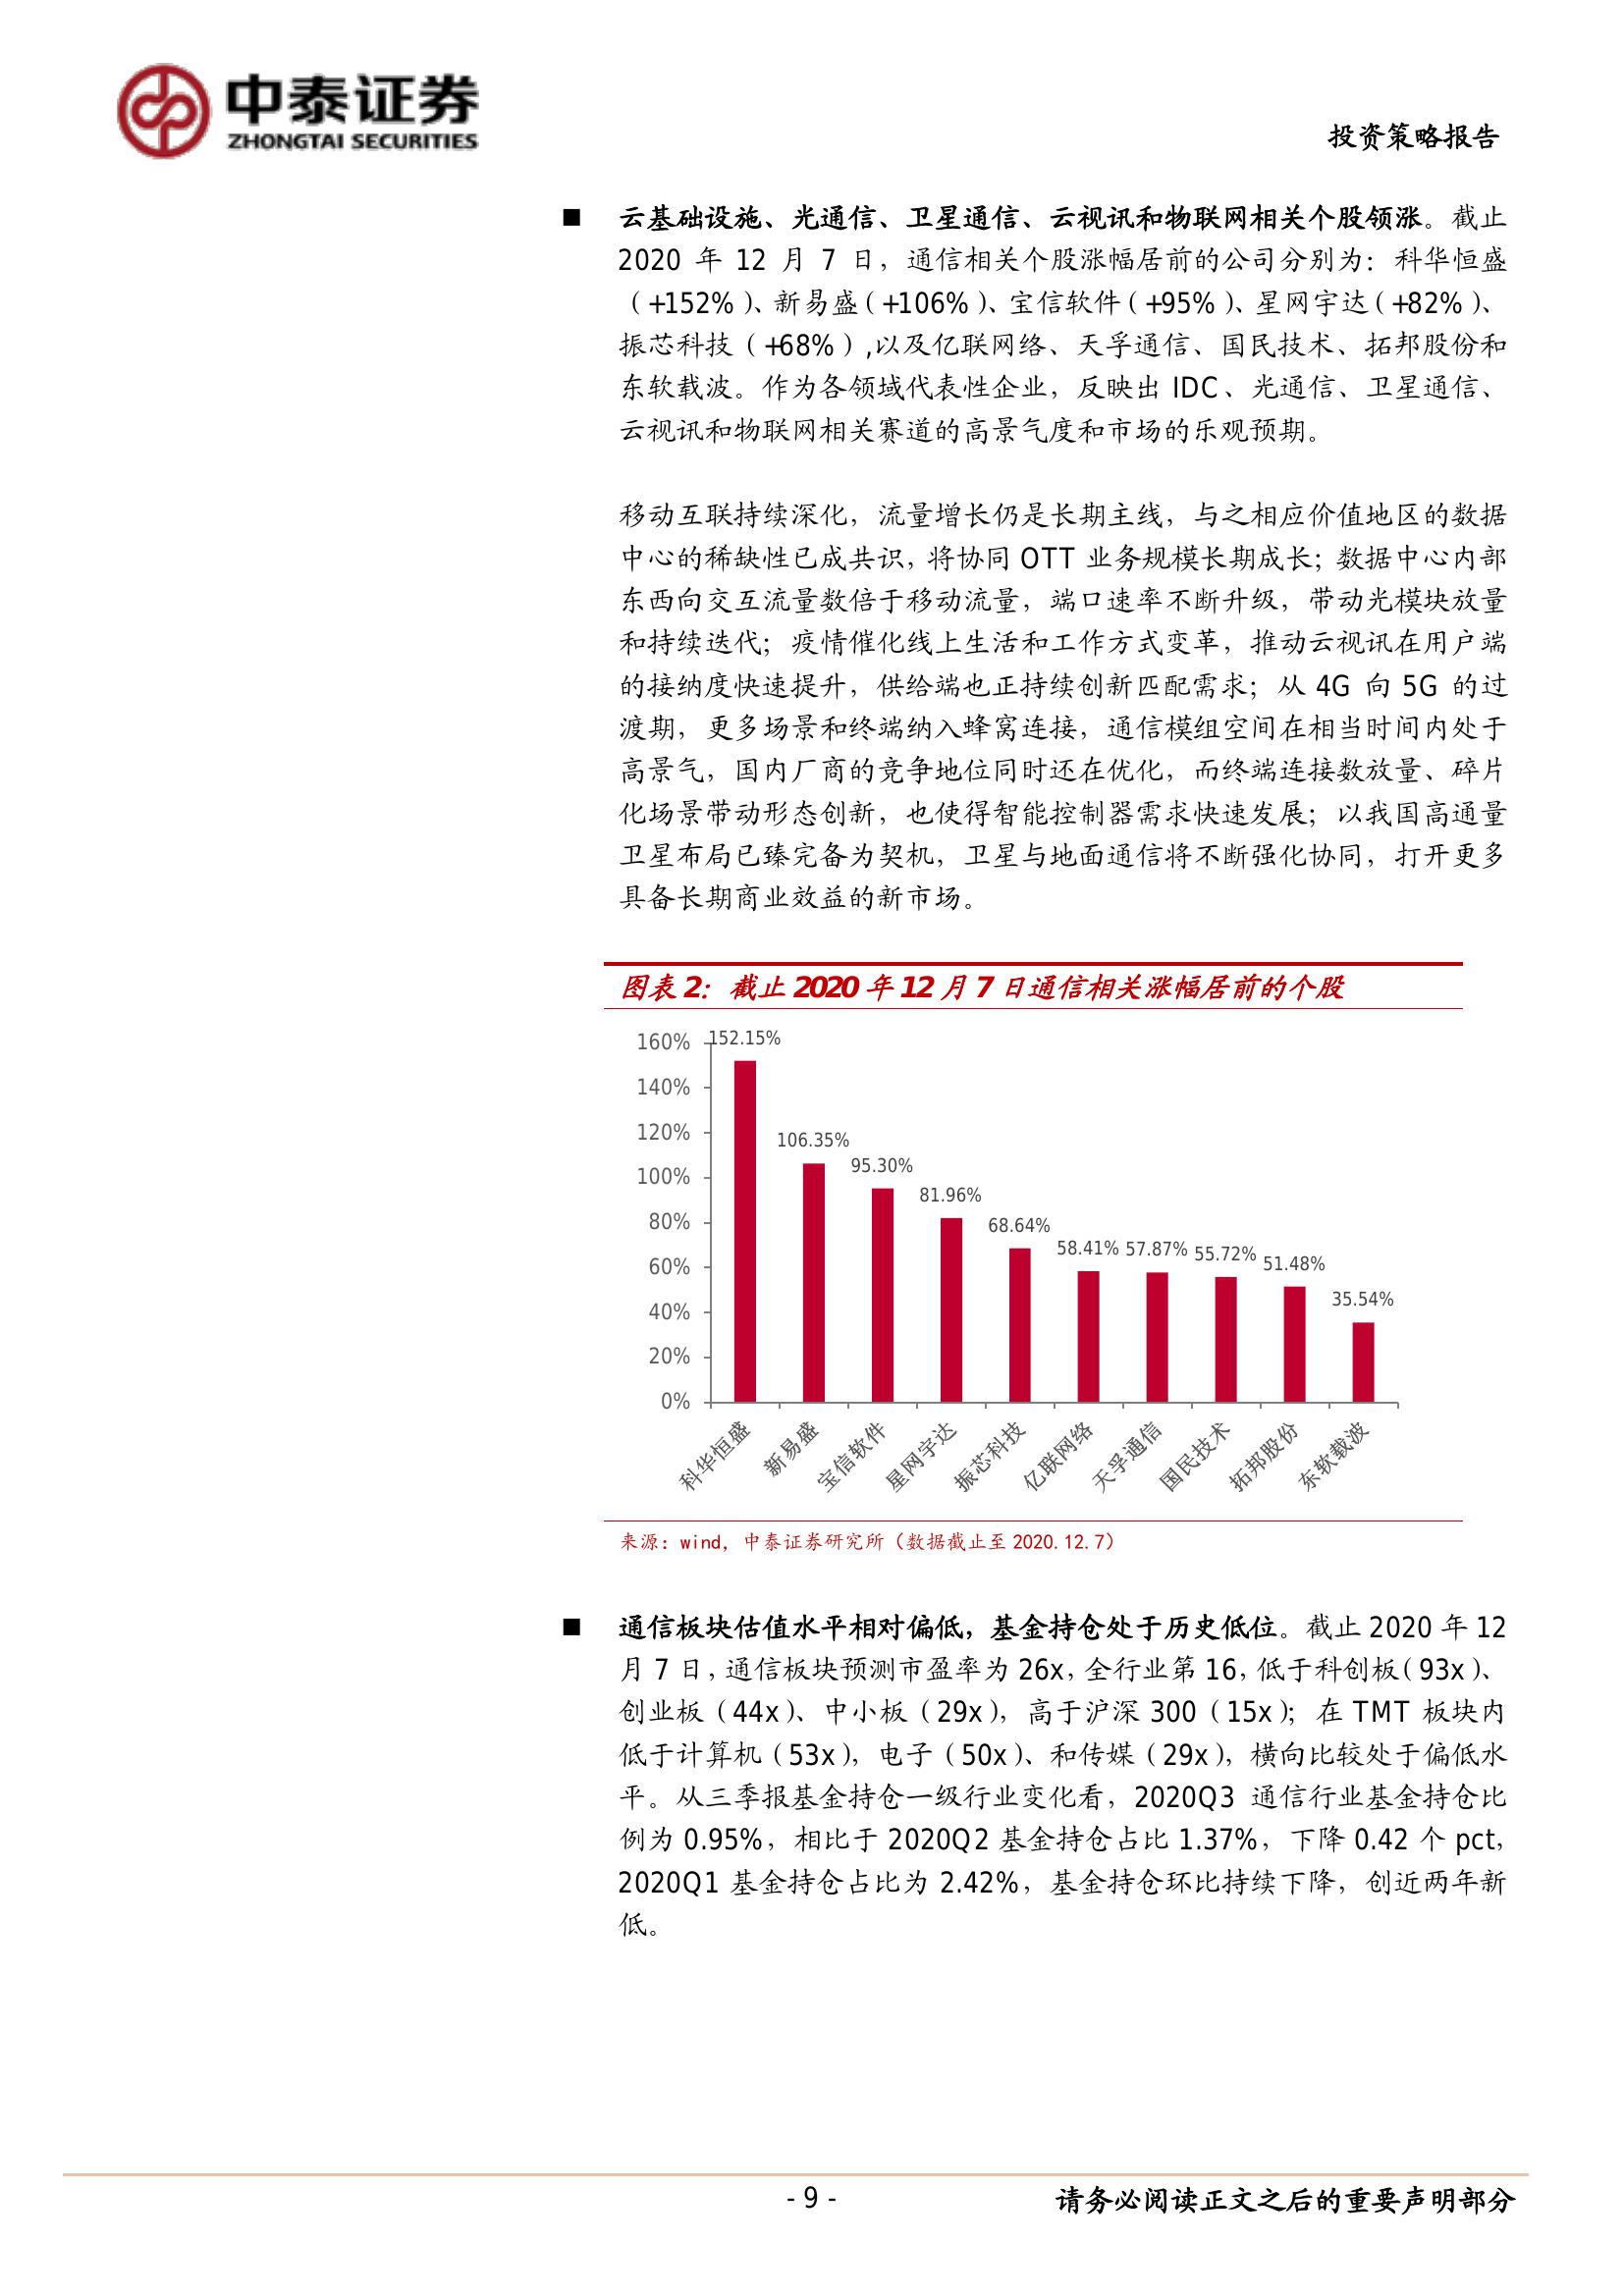 中泰证券
ZHONGTAI SECURITIES
投资策略报告
■ 云基础设施、光通信、卫星通信、云视讯和物联网相关个股领涨。截止
2020 年 12 月 7 日，通信相关个股涨幅居前的公司分别为：科华恒盛
（+152%）、新易盛（+106%）、宝信软件（+95%）、星网宇达（+82%）、
振芯科技（+68%）,以及亿联网络、天孚通信、国民技术、拓邦股份和
东软载波。作为各领域代表性企业，反映出 IDC、光通信、卫星通信、
云视讯和物联网相关赛道的高景气度和市场的乐观预期。
移动互联持续深化，流量增长仍是长期主线，与之相应价值地区的数据
中心的稀缺性已成共识，将协同 OTT 业务规模长期成长；数据中心内部
东西向交互流量数倍于移动流量，端口速率不断升级，带动光模块放量
和持续迭代；疫情催化线上生活和工作方式变革，推动云视讯在用户端
的接纳度快速提升，供给端也正持续创新匹配需求；从 4G 向 5G 的过
渡期，更多场景和终端纳入蜂窝连接，通信模组空间在相当时间内处于
高景气，国内厂商的竞争地位同时还在优化，而终端连接数放量、碎片
化场景带动形态创新，也使得智能控制器需求快速发展；以我国高通量
卫星布局已臻完备为契机，卫星与地面通信将不断强化协同，打开更多
具备长期商业效益的新市场。
图表 2：截止 2020 年 12 月 7 日通信相关涨幅居前的个股
160%
140%
120%
100%
80%
60%
40%
20%
0%
152.15%
106.35%
95.30%
81.96%
68.64%
58.41%
57.87%
55.72%
51.48%
35.54%
科华恒盛
新易盛
宝信软件
星网宇达
振芯科技
亿联网络
天孚通信
国民技术
拓邦股份
东软载波
来源：wind，中泰证券研究所（数据截止至 2020.12.7）
■ 通信板块估值水平相对偏低，基金持仓处于历史低位。截止 2020 年 12
月 7 日，通信板块预测市盈率为 26x，全行业第 16，低于科创板（93x）、
创业板（44x）、中小板（29x），高于沪深 300（15x）；在 TMT 板块内
低于计算机（53x），电子（50x）、和传媒（29x），横向比较处于偏低水
平。从三季报基金持仓一级行业变化看，2020Q3 通信行业基金持仓比
例为 0.95%，相比于 2020Q2 基金持仓占比 1.37%，下降 0.42 个 pct，
2020Q1 基金持仓占比为 2.42%，基金持仓环比持续下降，创近两年新
低。
- 9 -
请务必阅读正文之后的重要声明部分